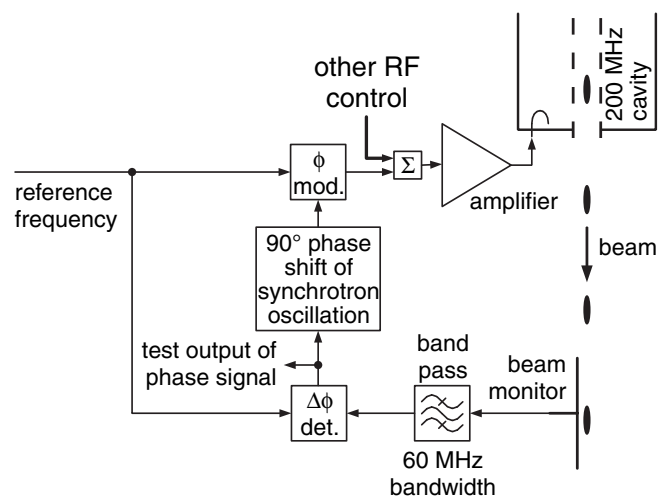 200 MHz
cavity
other RF
control
ϕ
mod.
Σ
amplifier
reference
frequency
90° phase
shift of
synchrotron
oscillation
beam
test output of
phase signal
band
pass
beam
monitor
Δϕ
det.
60 MHz
bandwidth